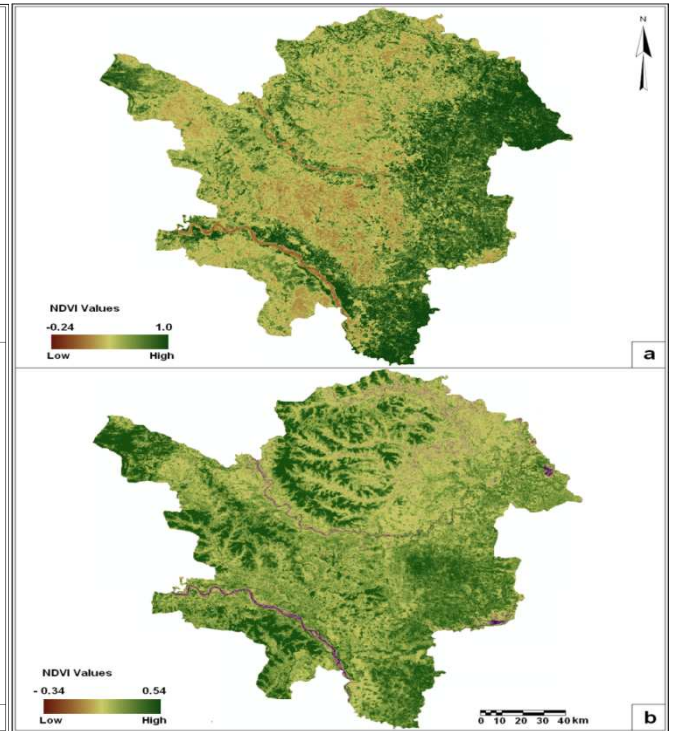 N
NDVI Values
-0.24 1.0
Low High
a
NDVI Values
- 0.34 0.54
Low High
0 10 20 30 40 km
b